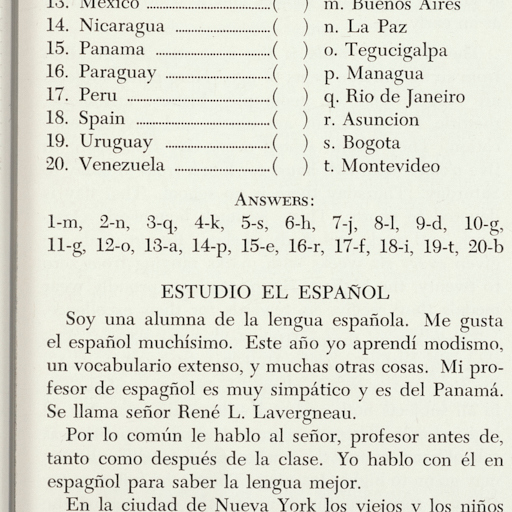 13. Mexico ........................( ) m. Buenos Aires
14. Nicaragua ........................( ) n. La Paz
15. Panama ........................( ) o. Tegucigalpa
16. Paraguay ........................( ) p. Managua
17. Peru ........................( ) q. Rio de Janeiro
18. Spain ........................( ) r. Asuncion
19. Uruguay ........................( ) s. Bogota
20. Venezuela ........................( ) t. Montevideo
ANSWERS:
1-m, 2-n, 3-q, 4-k, 5-s, 6-h, 7-j, 8-l, 9-d, 10-g,
11-g, 12-o, 13-a, 14-p, 15-e, 16-r, 17-f, 18-i, 19-t, 20-b
ESTUDIO EL ESPAÑOL
Soy una alumna de la lengua española. Me gusta
el español muchísimo. Este año yo aprendí modismo,
un vocabulario extenso, y muchas otras cosas. Mi pro-
fesor de espagñol es muy simpático y es del Panamá.
Se llama señor René L. Lavergneau.
Por lo común le hablo al señor, profesor antes de,
tanto como después de la clase. Yo hablo con él en
espagñol para saber la lengua mejor.
En la ciudad de Nueva York los viejos y los niños